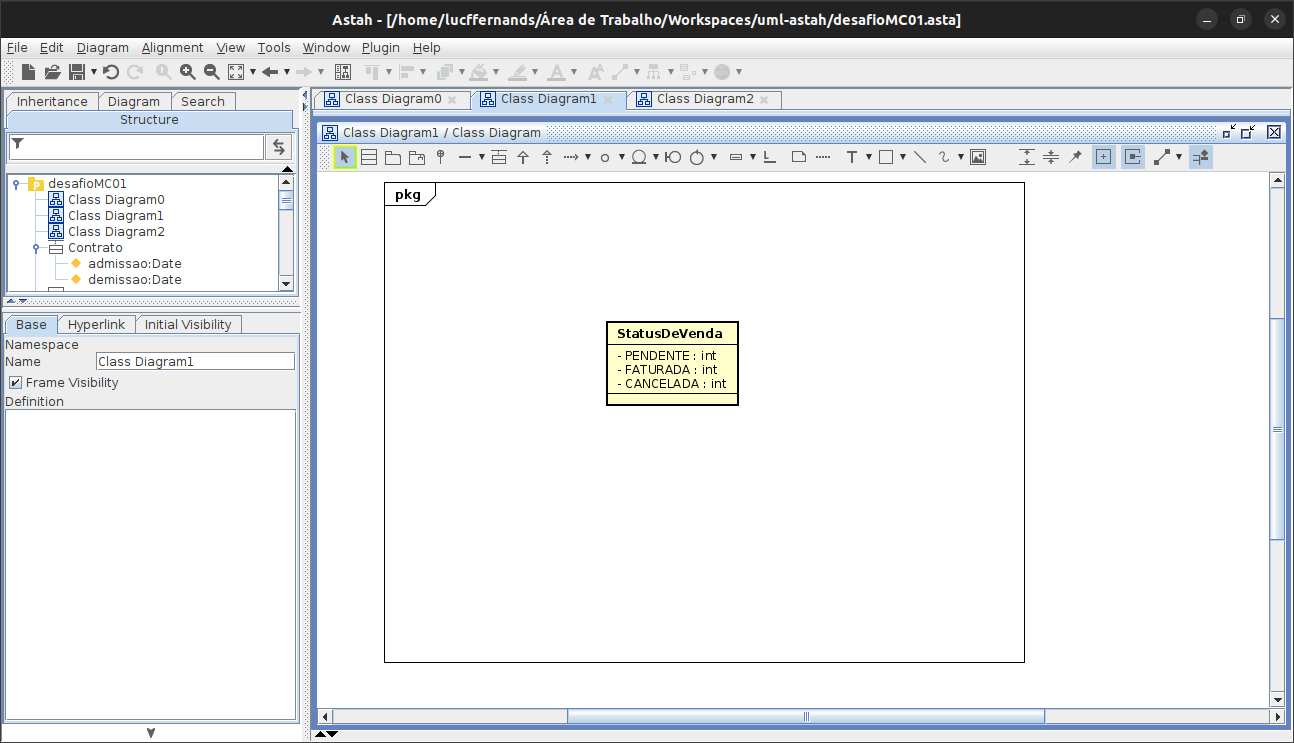 Astah - [/home/lucffernands/Área de Trabalho/Workspaces/uml-astah/desafioMC01.asta]
File Edit Diagram Alignment View Tools Window Plugin Help
Inheritance Diagram Search
Structure
desafioMC01
Class Diagram0
Class Diagram1
Class Diagram2
Contrato
admissao:Date
demissao:Date
Base Hyperlink Initial Visibility
Namespace
Name Class Diagram1
Frame Visibility
Definition
Class Diagram0 Class Diagram1 Class Diagram2
Class Diagram1 / Class Diagram
T
pkg
StatusDeVenda
- PENDENTE : int
- FATURADA : int
- CANCELADA : int